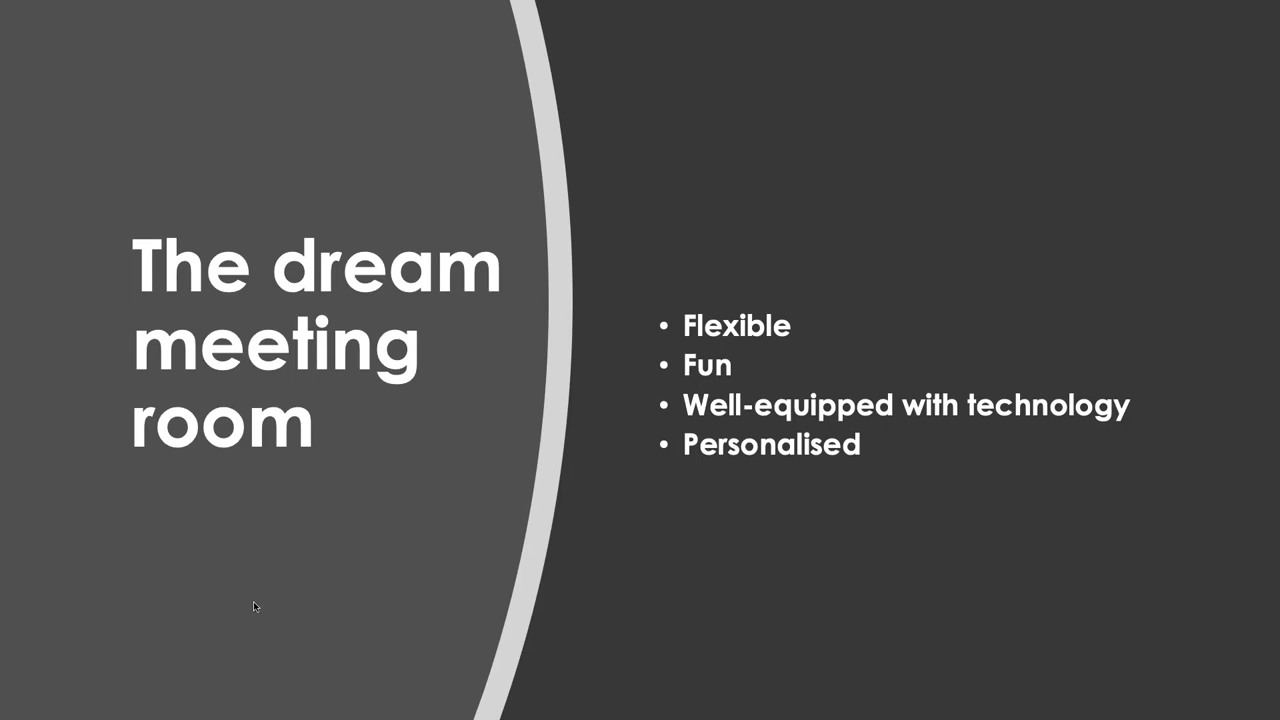 The dream
meeting
room
• Flexible
• Fun
• Well-equipped with technology
• Personalised